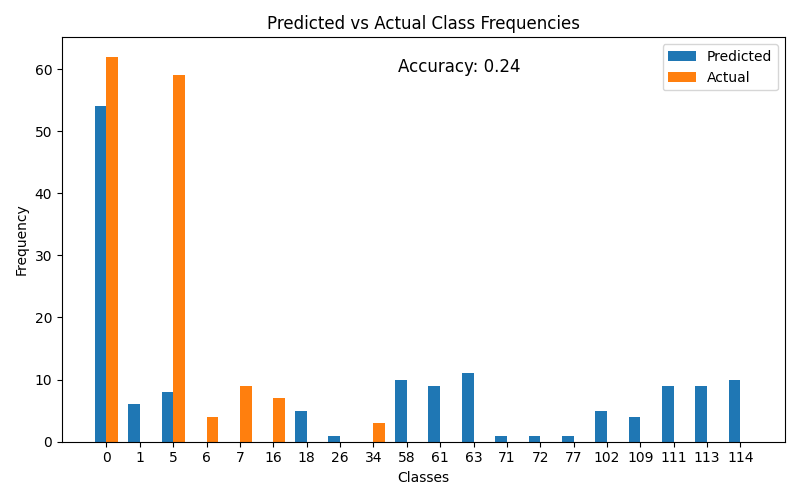 Predicted vs Actual Class Frequencies
Accuracy: 0.24
Predicted
Actual
Frequency
60
50
40
30
20
10
0
0 1 5 6 7 16 18 26 34 58 61 63 71 72 77 102 109 111 113 114
Classes